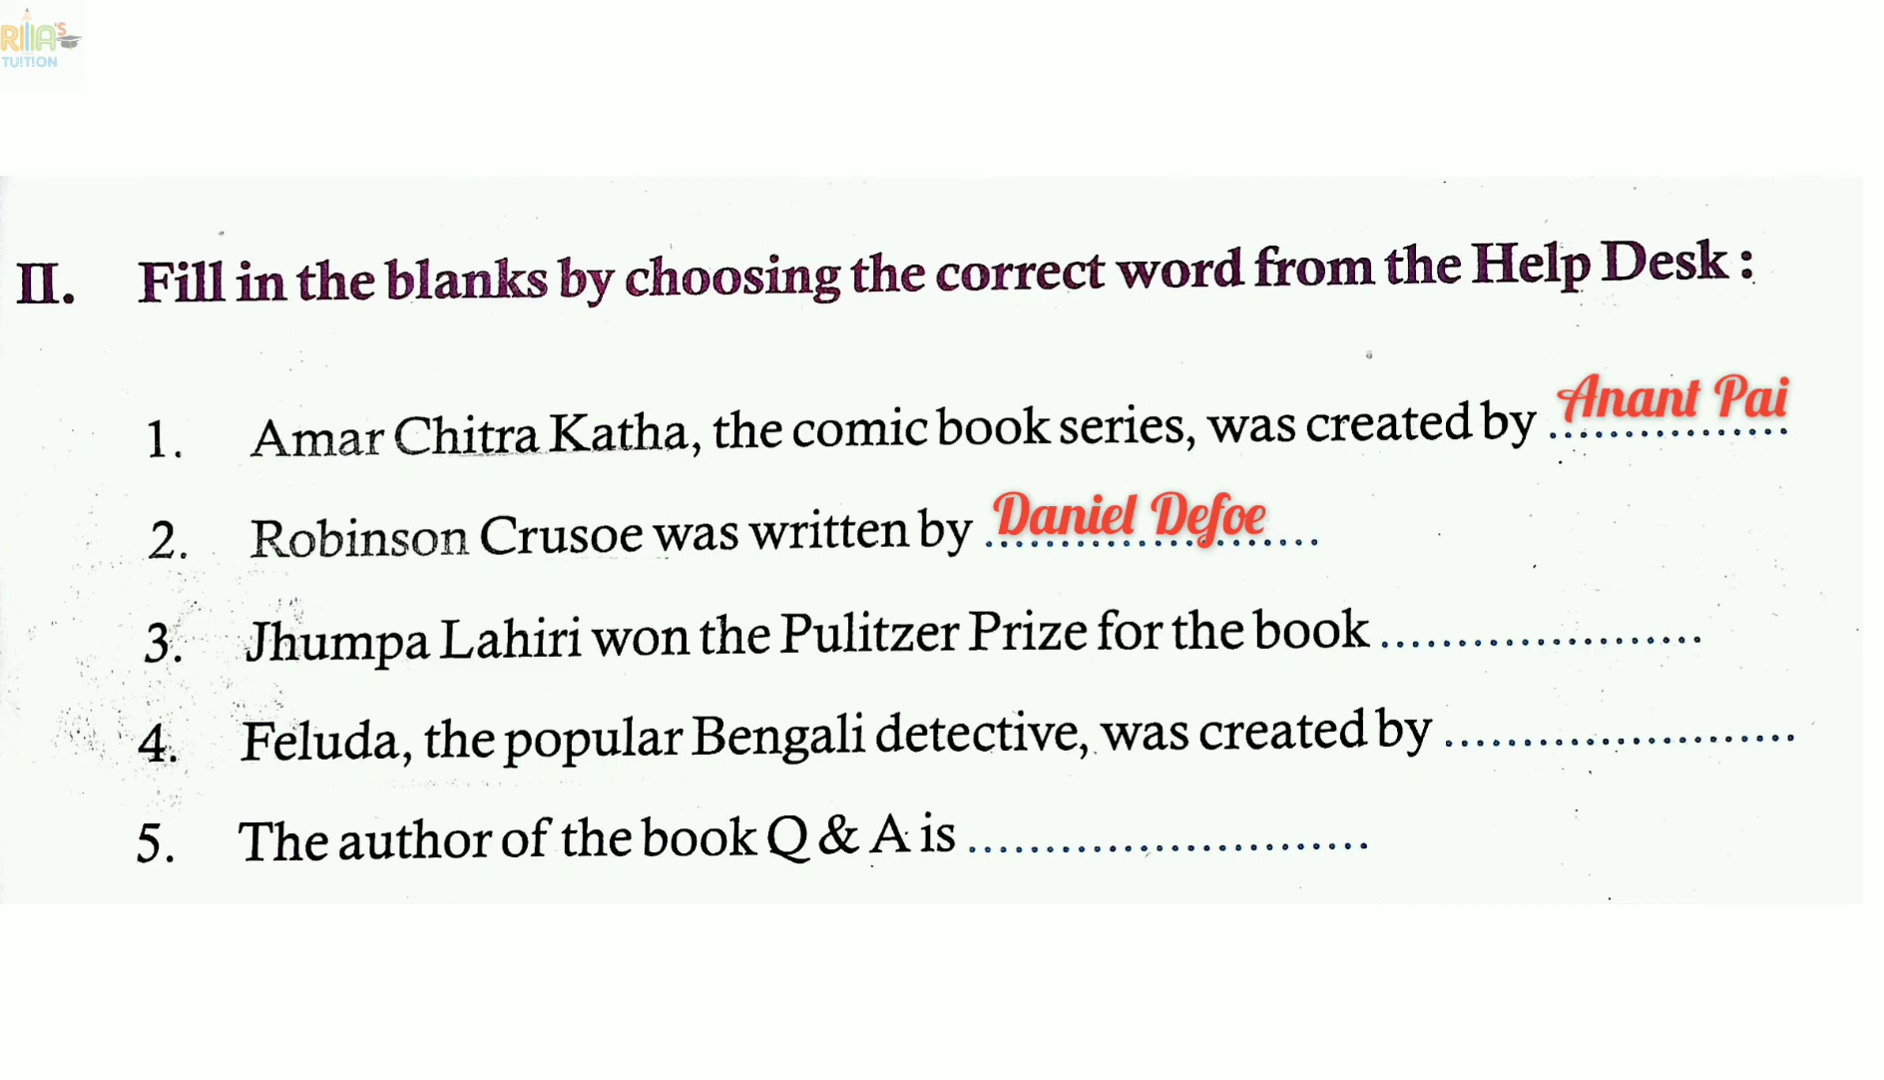 RIIA'S
TUITION
II. Fill in the blanks by choosing the correct word from the Help Desk :
1. Amar Chitra Katha, the comic book series, was created by Anant Pai
2. Robinson Crusoe was written by Daniel Defoe
3. Jhumpa Lahiri won the Pulitzer Prize for the book ....................
4. Feluda, the popular Bengali detective, was created by ......................
5. The author of the book Q & A is .........................